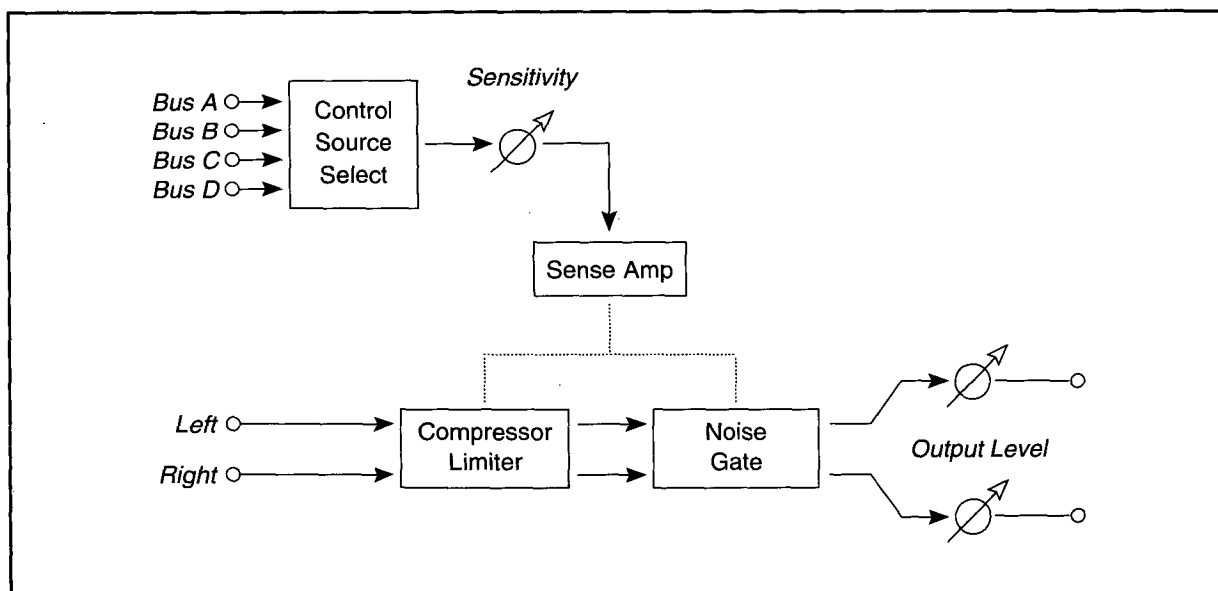 Sensitivity
Bus A
Bus B
Bus C
Bus D
Control
Source
Select
Sense Amp
Left
Right
Compressor
Limiter
Noise
Gate
Output Level